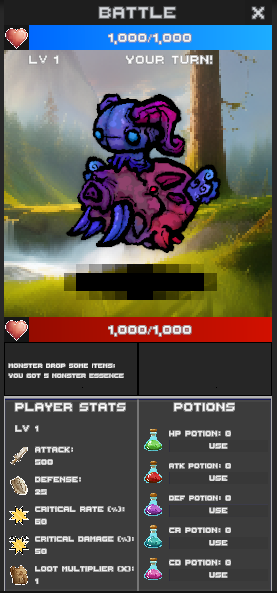 BATTLE X
1,000/1,000
LV 1 YOUR TURN!
1,000/1,000
MONSTER DROP SOME ITEMS:
YOU GOT 5 MONSTER ESSENCE
PLAYER STATS
LV 1
ATTACK:
500
DEFENSE:
25
CRITICAL RATE (%):
60
CRITICAL DAMAGE (%):
50
LOOT MULTIPLIER (X):
1
POTIONS
HP POTION: 0
USE
ATK POTION: 0
USE
DEF POTION: 0
USE
CR POTION: 0
USE
CD POTION: 0
USE